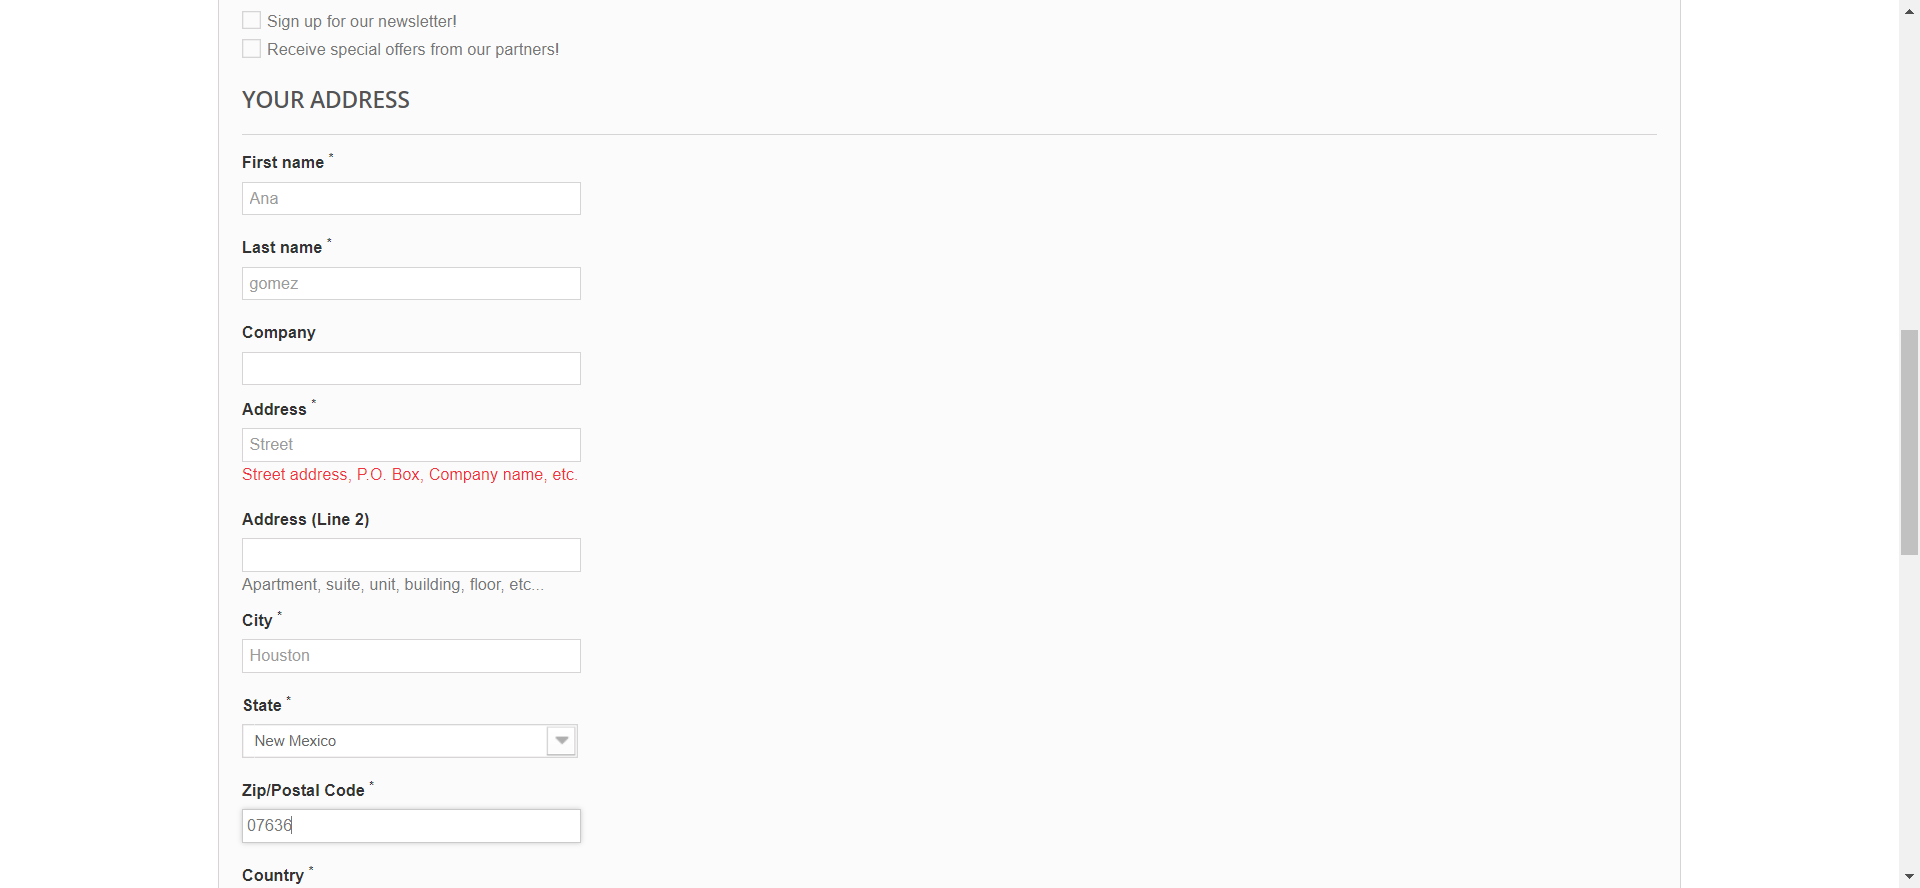 Sign up for our newsletter!
Receive special offers from our partners!
YOUR ADDRESS
First name *
Ana
Last name *
gomez
Company
Address *
Street
Street address, P.O. Box, Company name, etc.
Address (Line 2)
Apartment, suite, unit, building, floor, etc...
City *
Houston
State *
New Mexico
Zip/Postal Code *
07636
Country *